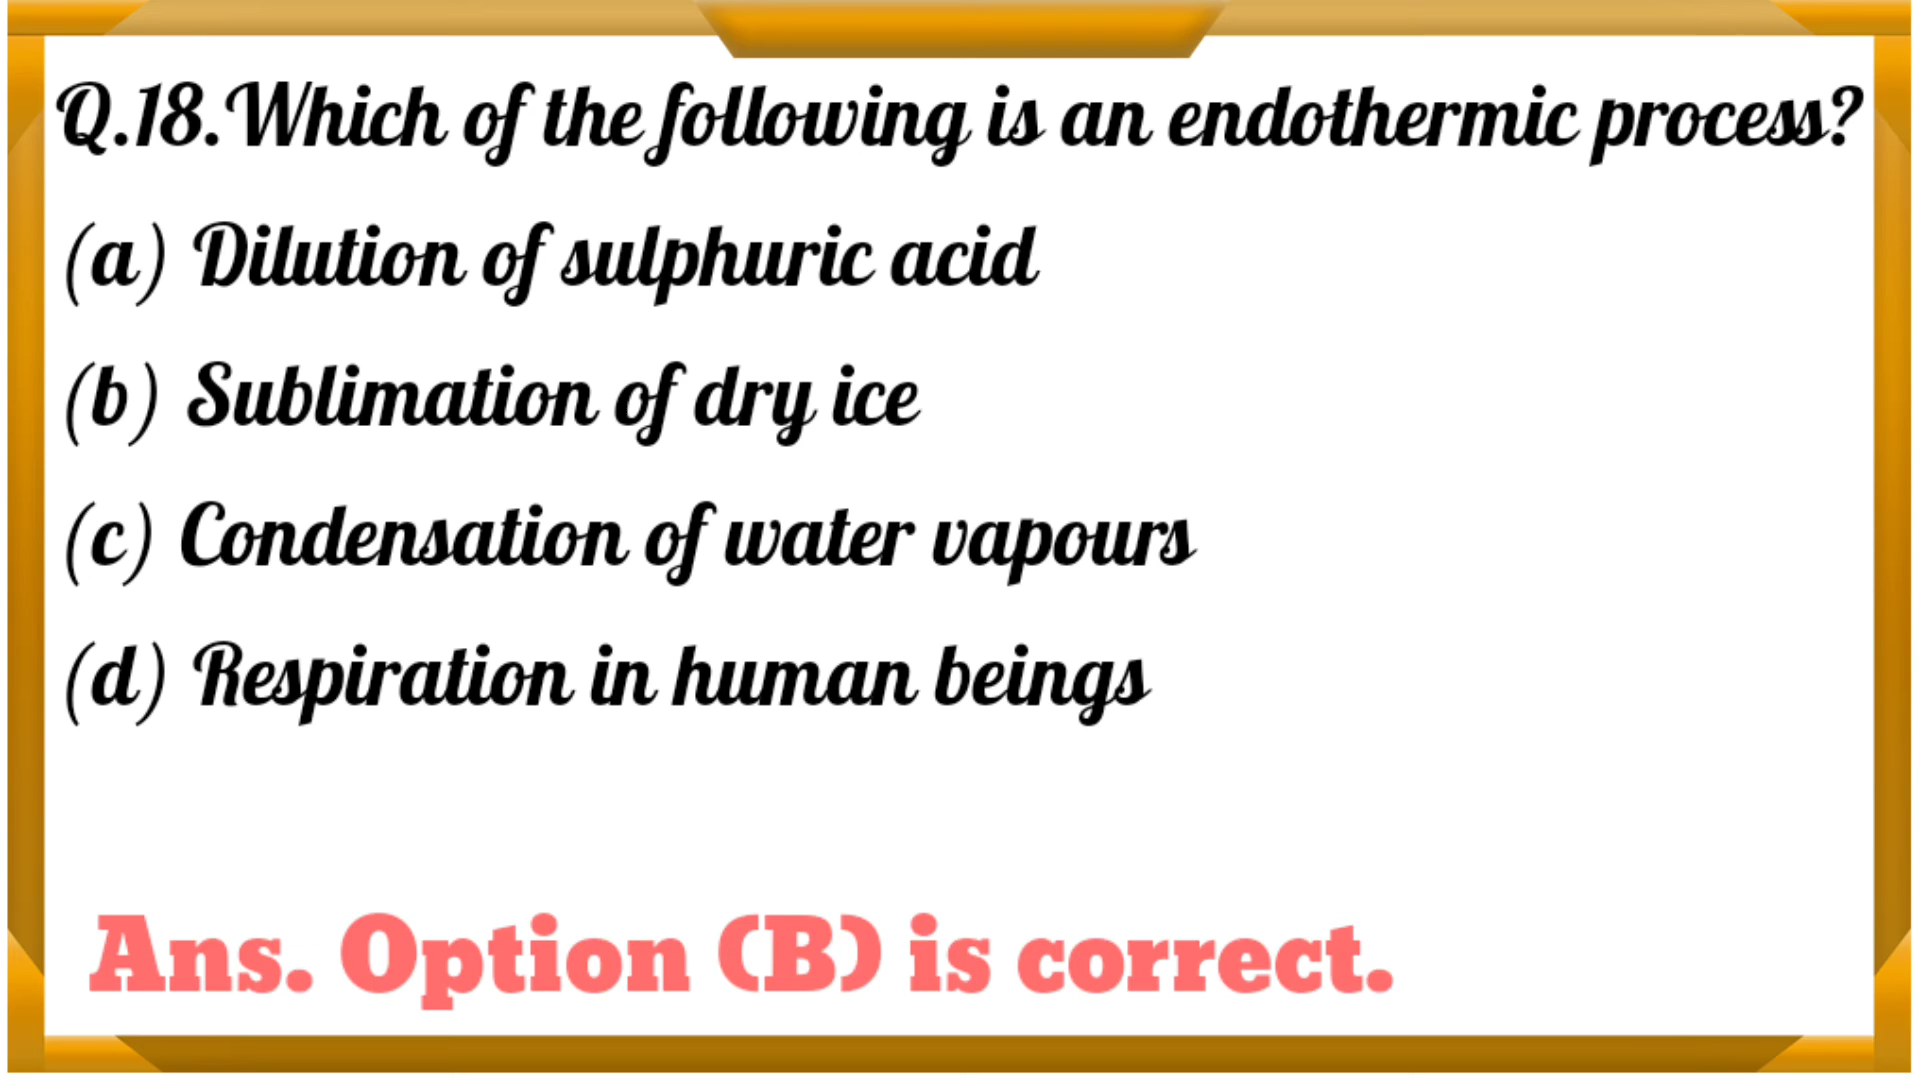 Q.18.Which of the following is an endothermic process?
(a) Dilution of sulphuric acid
(b) Sublimation of dry ice
(c) Condensation of water vapours
(d) Respiration in human beings
Ans. Option (B) is correct.